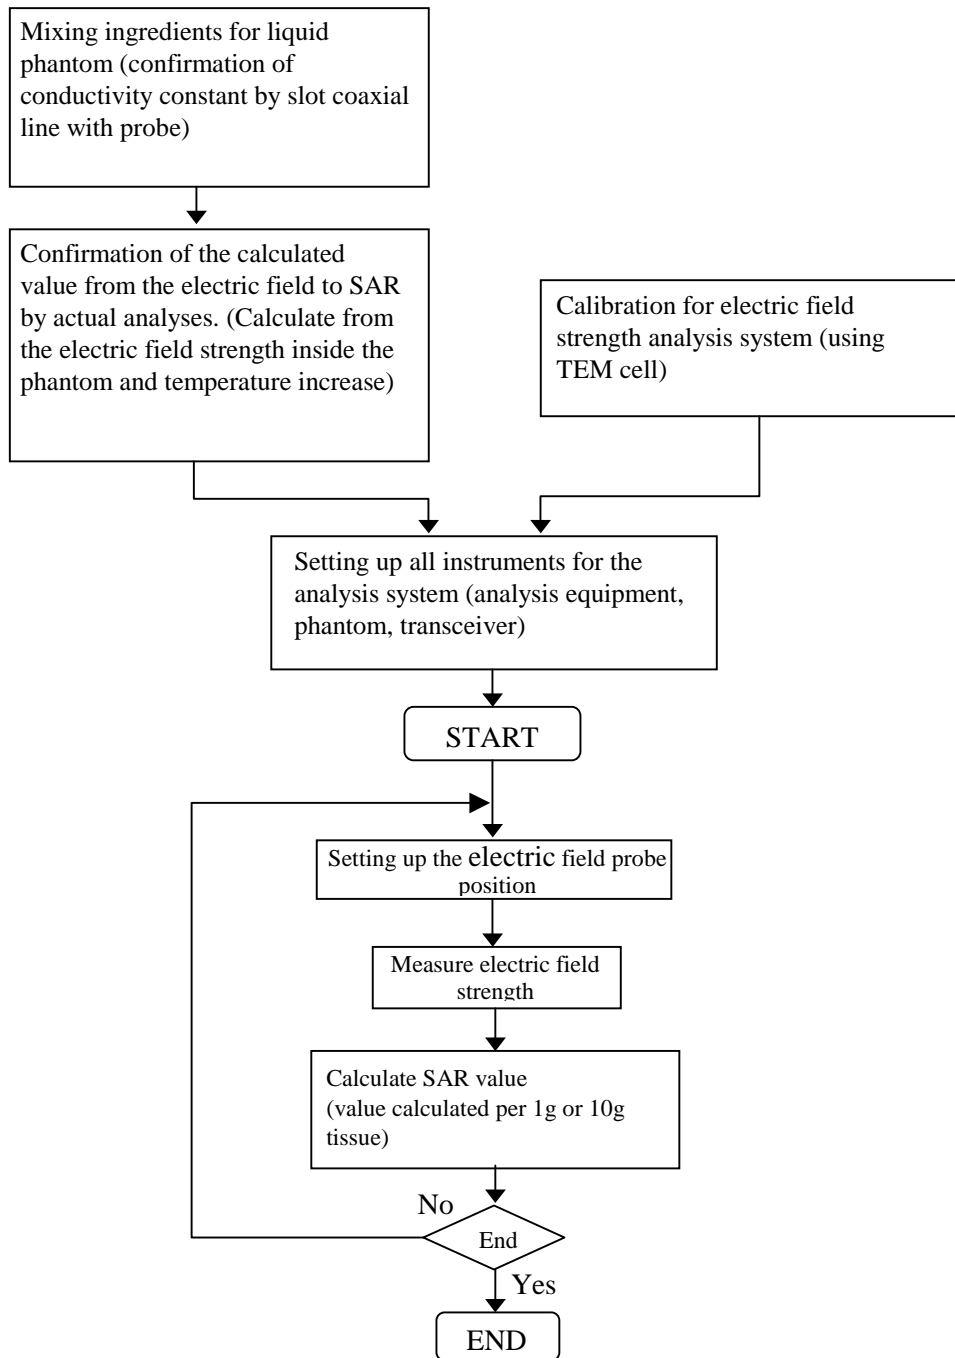 Mixing ingredients for liquid
phantom (confirmation of
conductivity constant by slot coaxial
line with probe)
Confirmation of the calculated
value from the electric field to SAR
by actual analyses. (Calculate from
the electric field strength inside the
phantom and temperature increase)
Calibration for electric field
strength analysis system (using
TEM cell)
Setting up all instruments for the
analysis system (analysis equipment,
phantom, transceiver)
START
Setting up the electric field probe
position
Measure electric field
strength
Calculate SAR value
(value calculated per 1g or 10g
tissue)
No
End
Yes
END